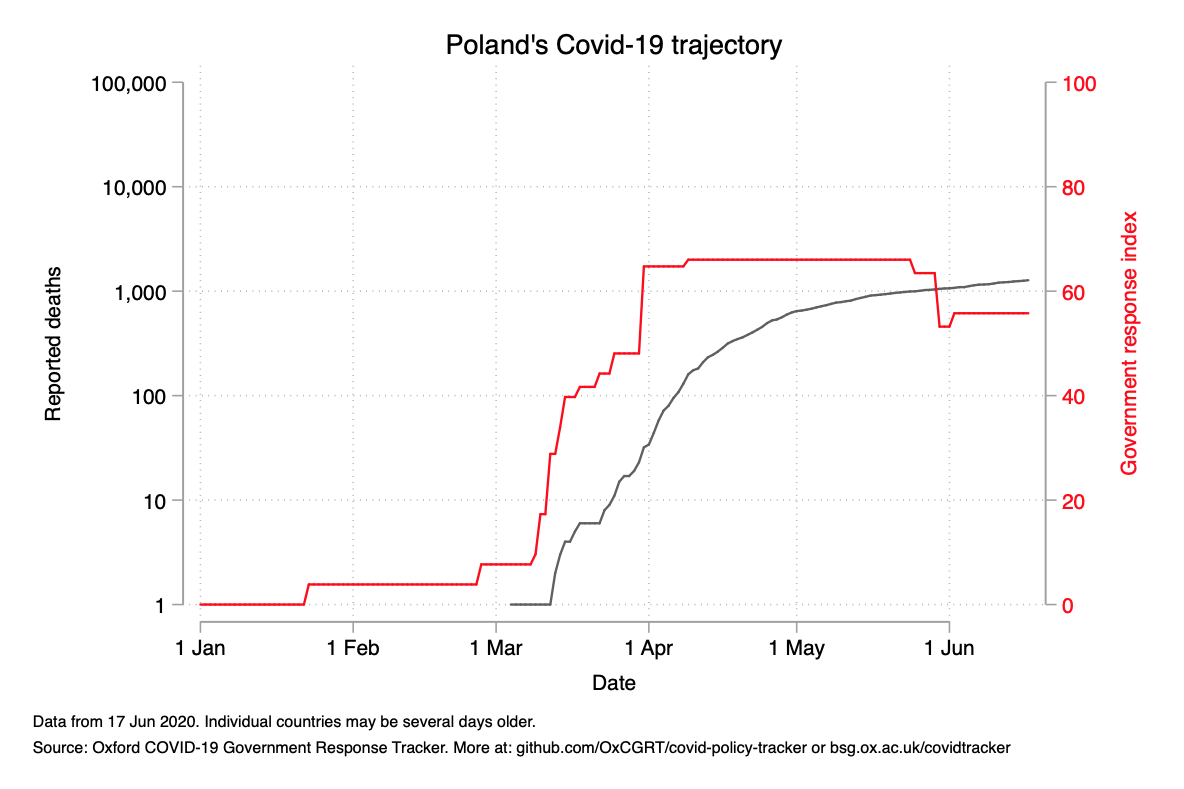 Poland's Covid-19 trajectory
100,000
10,000
1,000
100
10
1
Reported deaths
100
80
60
40
20
0
Government response index
1 Jan
1 Feb
1 Mar
1 Apr
1 May
1 Jun
Date
Data from 17 Jun 2020. Individual countries may be several days older.
Source: Oxford COVID-19 Government Response Tracker. More at: github.com/OxCGRT/covid-policy-tracker or bsg.ox.ac.uk/covidtracker